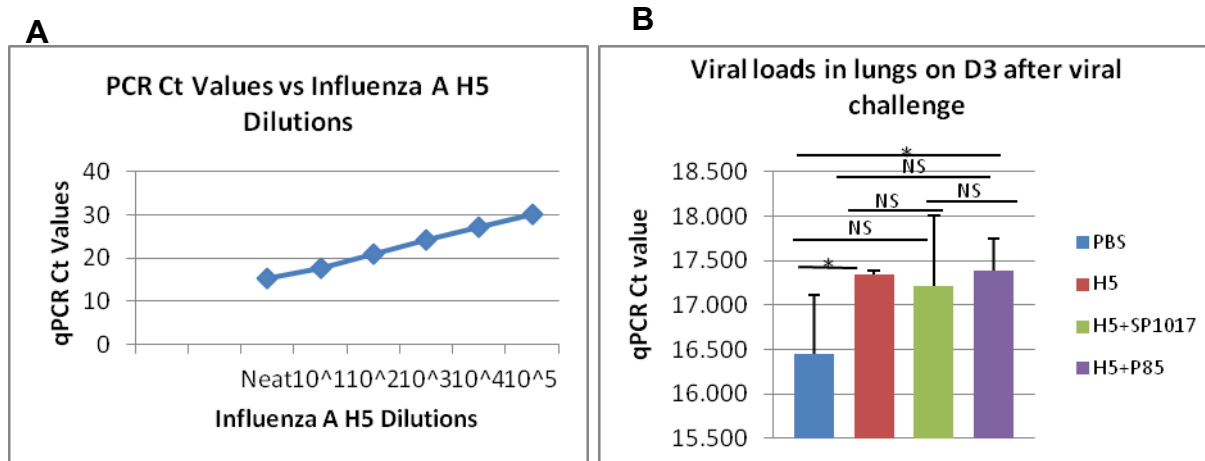 A
PCR Ct Values vs Influenza A H5
Dilutions
qPCR Ct Values
40
30
20
10
0
Neat10^110^210^310^410^5
Influenza A H5 Dilutions
B
Viral loads in lungs on D3 after viral
challenge
qPCR Ct value
18.500
18.000
17.500
17.000
16.500
16.000
15.500
*
NS
NS
NS
NS
*
PBS
H5
H5+SP1017
H5+P85